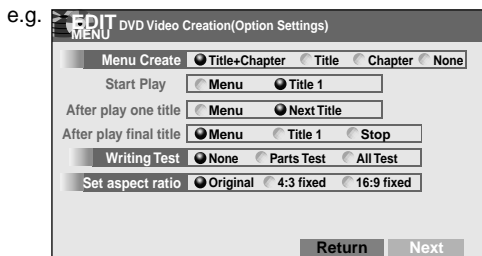 e.g.
EDIT MENU DVD Video Creation(Option Settings)
Menu Create Title+Chapter Title Chapter None
Start Play Menu Title 1
After play one title Menu Next Title
After play final title Menu Title 1 Stop
Writing Test None Parts Test All Test
Set aspect ratio Original 4:3 fixed 16:9 fixed
Return Next